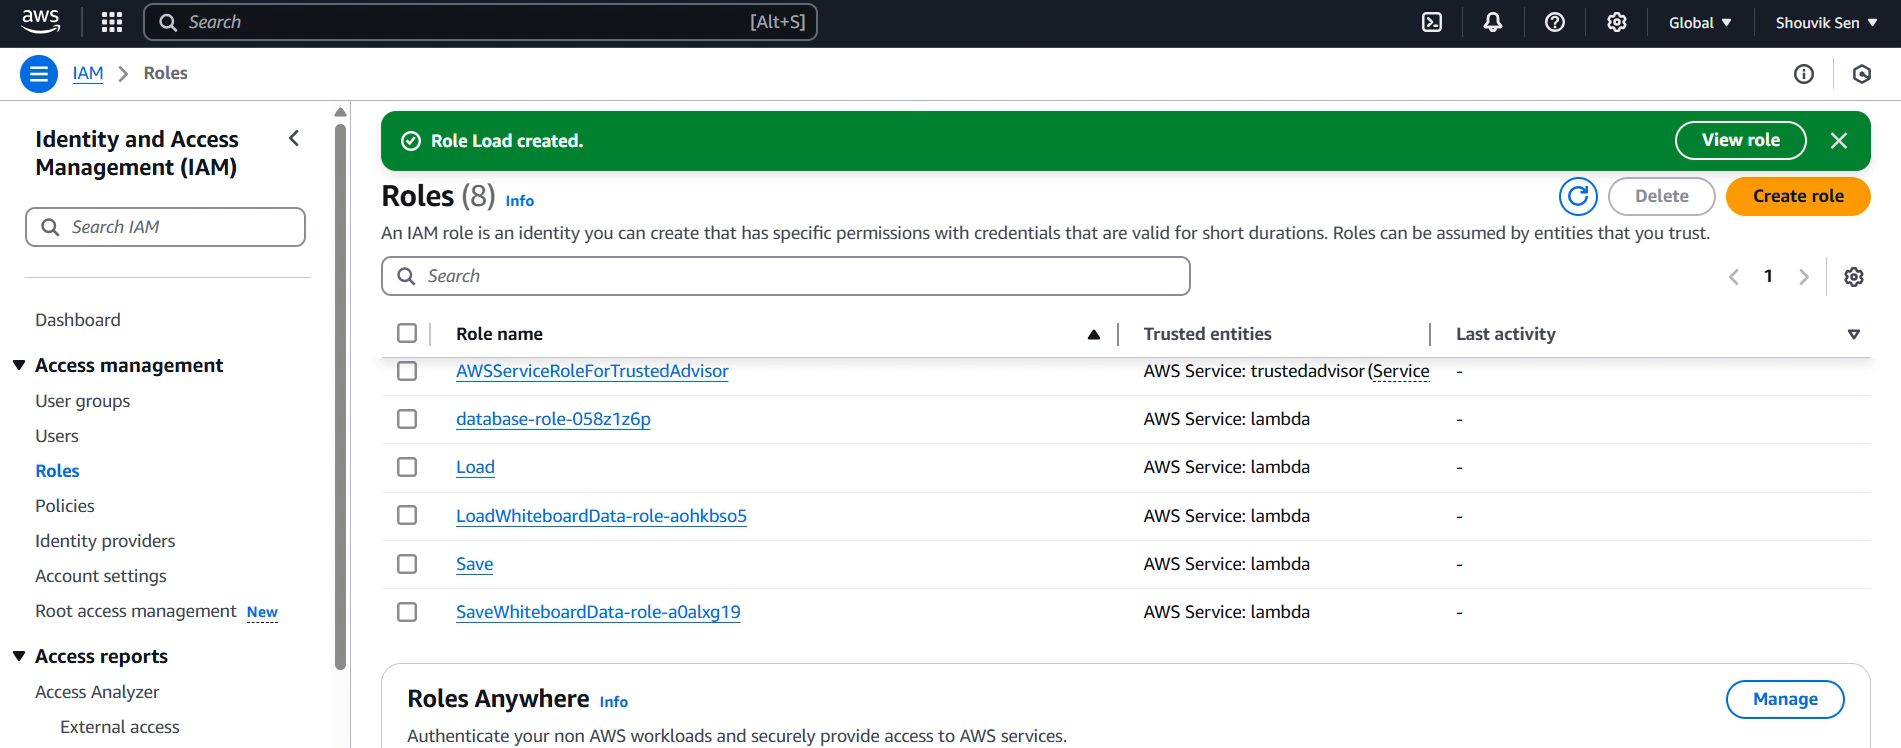 aws
Search [Alt+S]
Global
Shouvik Sen
IAM
Roles
Identity and Access
Management (IAM)
Search IAM
Dashboard
Access management
User groups
Users
Roles
Policies
Identity providers
Account settings
Root access management New
Access reports
Access Analyzer
External access
Role Load created.
View role
Roles (8) Info
Delete
Create role
An IAM role is an identity you can create that has specific permissions with credentials that are valid for short durations. Roles can be assumed by entities that you trust.
Search
1
Role name Trusted entities Last activity
AWSServiceRoleForTrustedAdvisor AWS Service: trustedadvisor (Service -
database-role-058z1z6p AWS Service: lambda -
Load AWS Service: lambda -
LoadWhiteboardData-role-aohkbso5 AWS Service: lambda -
Save AWS Service: lambda -
SaveWhiteboardData-role-a0alxg19 AWS Service: lambda -
Roles Anywhere Info
Manage
Authenticate your non AWS workloads and securely provide access to AWS services.